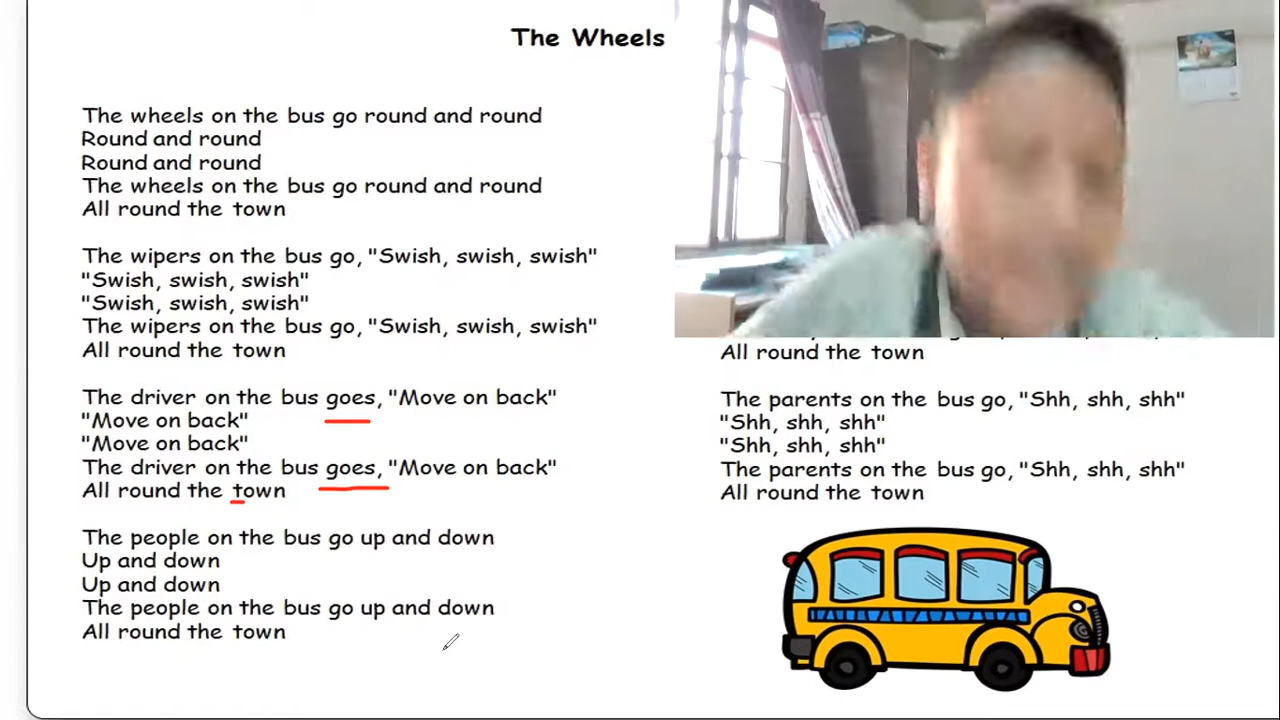 The Wheels
The wheels on the bus go round and round
Round and round
Round and round
The wheels on the bus go round and round
All round the town
The wipers on the bus go, "Swish, swish, swish"
"Swish, swish, swish"
"Swish, swish, swish"
The wipers on the bus go, "Swish, swish, swish"
All round the town
The driver on the bus goes, "Move on back"
"Move on back"
"Move on back"
The driver on the bus goes, "Move on back"
All round the town
The people on the bus go up and down
Up and down
Up and down
The people on the bus go up and down
All round the town
All round the town
The parents on the bus go, "Shh, shh, shh"
"Shh, shh, shh"
"Shh, shh, shh"
The parents on the bus go, "Shh, shh, shh"
All round the town